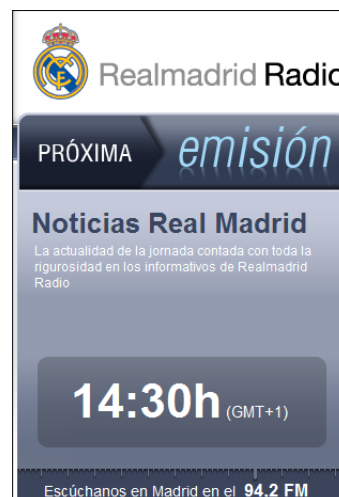 Realmadrid Radio
PRÓXIMA emisión
Noticias Real Madrid
La actualidad de la jornada contada con toda la
rigurosidad en los informativos de Realmadrid
Radio
14:30h (GMT+1)
Escúchanos en Madrid en el 94.2 FM